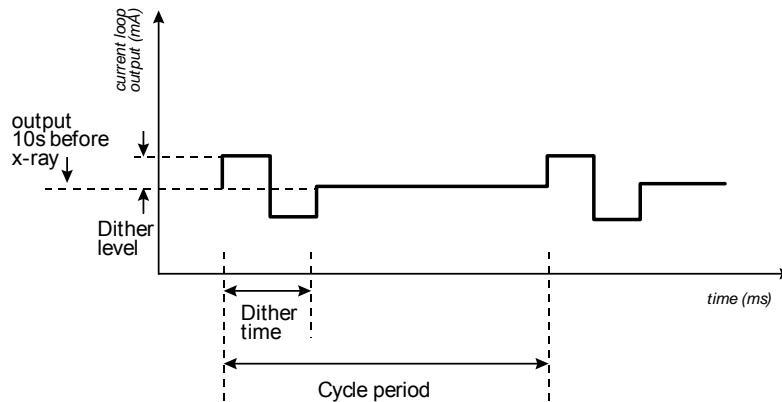 current loop
output (mA)
output
10s before
x-ray
Dither
level
time (ms)
Dither
time
Cycle period